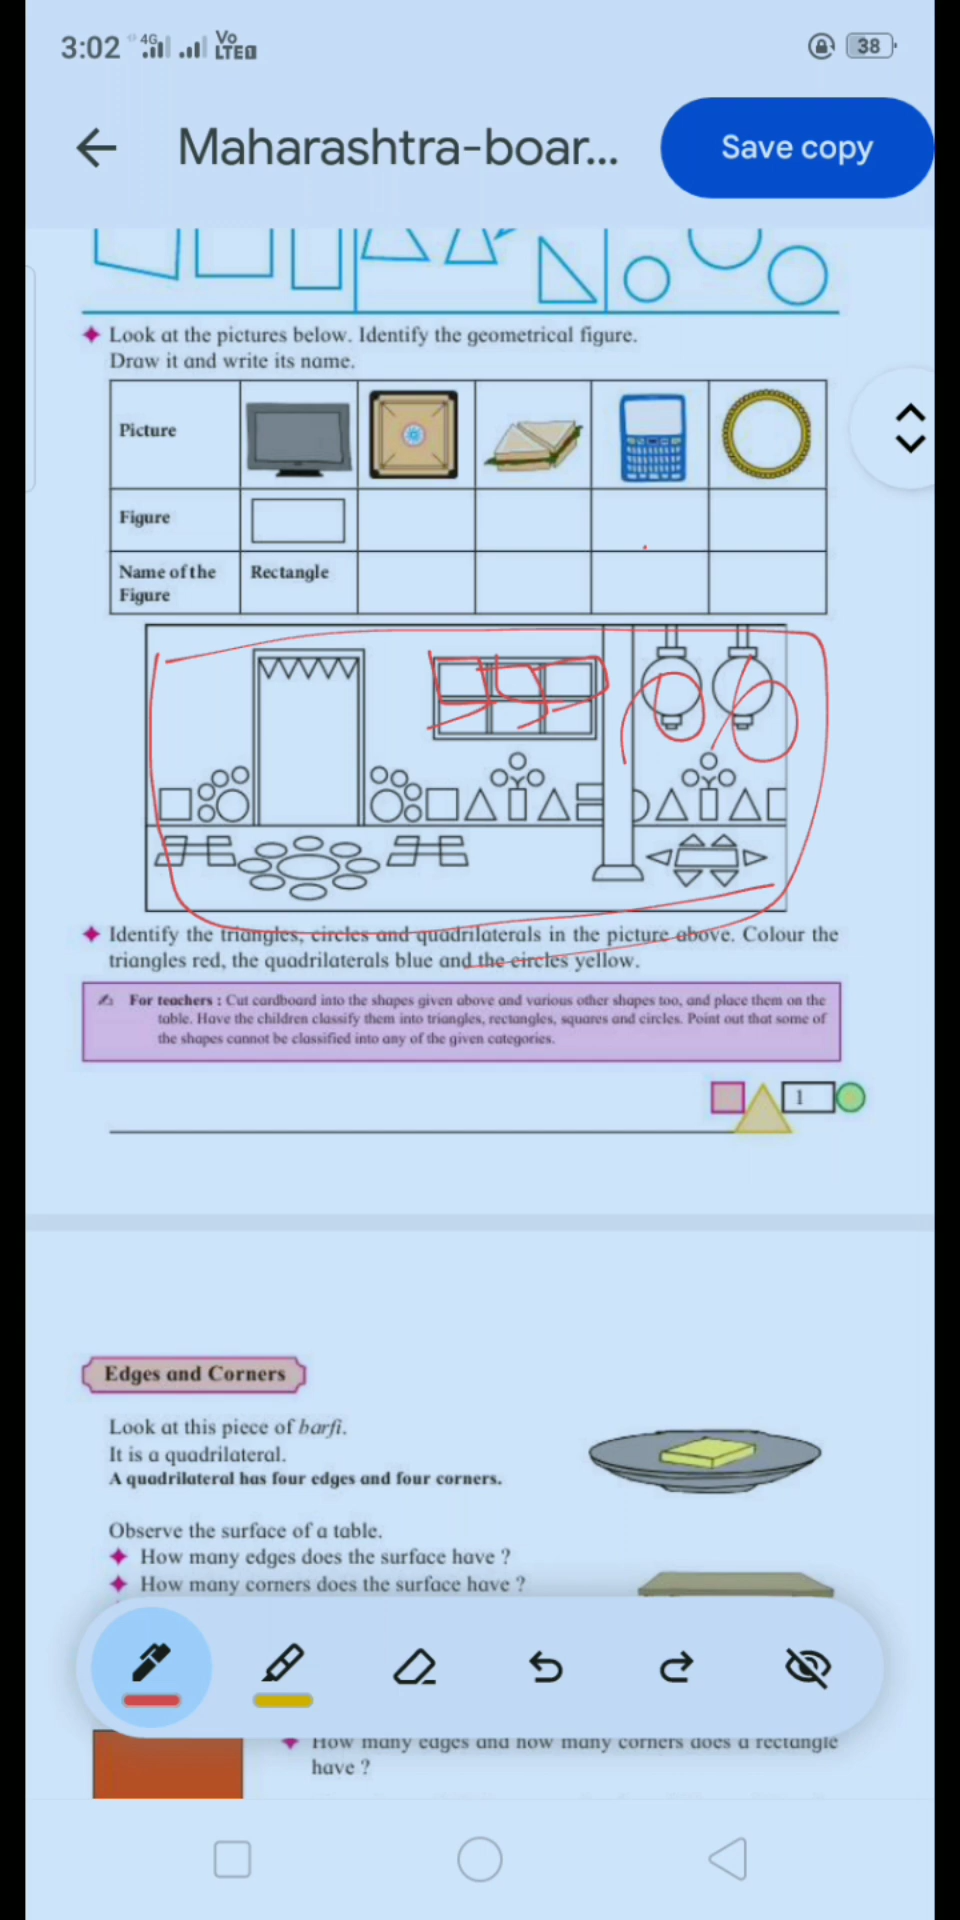 3:02 4G Vo LTE 38
Maharashtra-boar... Save copy
Look at the pictures below. Identify the geometrical figure.
Draw it and write its name.
Picture
Figure
Name of the Figure Rectangle
Identify the triangles, circles and quadrilaterals in the picture above. Colour the
triangles red, the quadrilaterals blue and the circles yellow.
For teachers : Cut cardboard into the shapes given above and various other shapes too, and place them on the
table. Have the children classify them into triangles, rectangles, squares and circles. Point out that some of
the shapes cannot be classified into any of the given categories.
1
Edges and Corners
Look at this piece of barfi.
It is a quadrilateral.
A quadrilateral has four edges and four corners.
Observe the surface of a table.
How many edges does the surface have ?
How many corners does the surface have ?
How many edges and how many corners does a rectangle
have ?